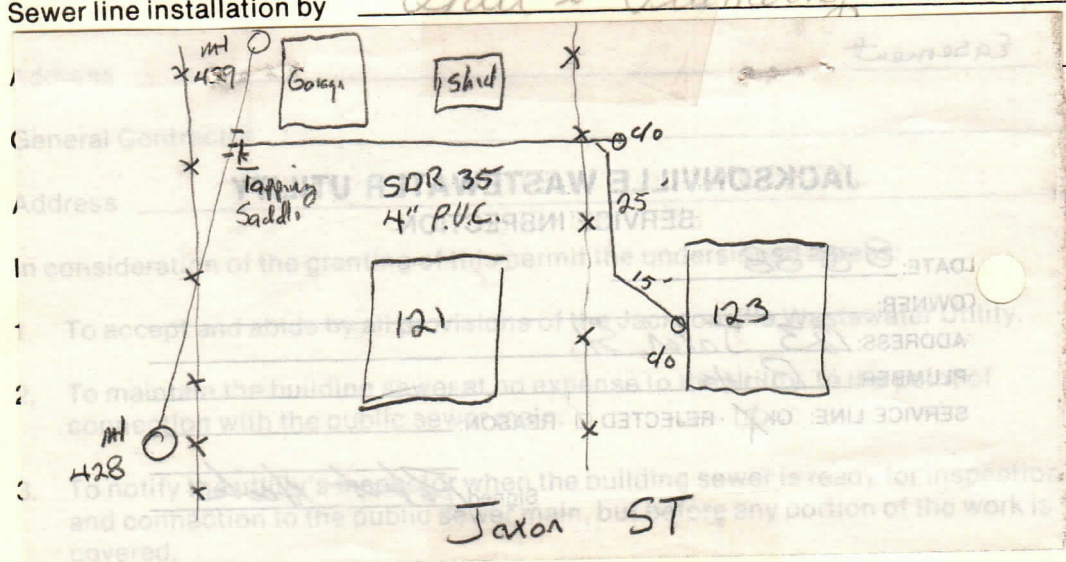 Sewer line installation by
Easement
MH
439
Garage
Shed
Address
c/o
General Contractor
Tapping
Saddle
SDR 35
4" P.V.C.
25
JACKSONVILLE WASTEWATER UTILITY
Address
SERVICE INSPECTION
In consideration of the granting of this permit the undersigned agrees
DATE:
15
121
123
OWNER:
1. To accept and abide by all provisions of the Jacksonville Wastewater Utility.
ADDRESS: 123
c/o
PLUMBER:
2. To maintain the building sewer at no expense to
connection with the public sewer main.
SERVICE LINE: OK REJECTED REASON:
MH
428
3. To notify the Utility's inspector when the building sewer is ready for inspection
Signed
and connection to the public sewer main, but before any portion of the work is
covered.
Jaxon ST